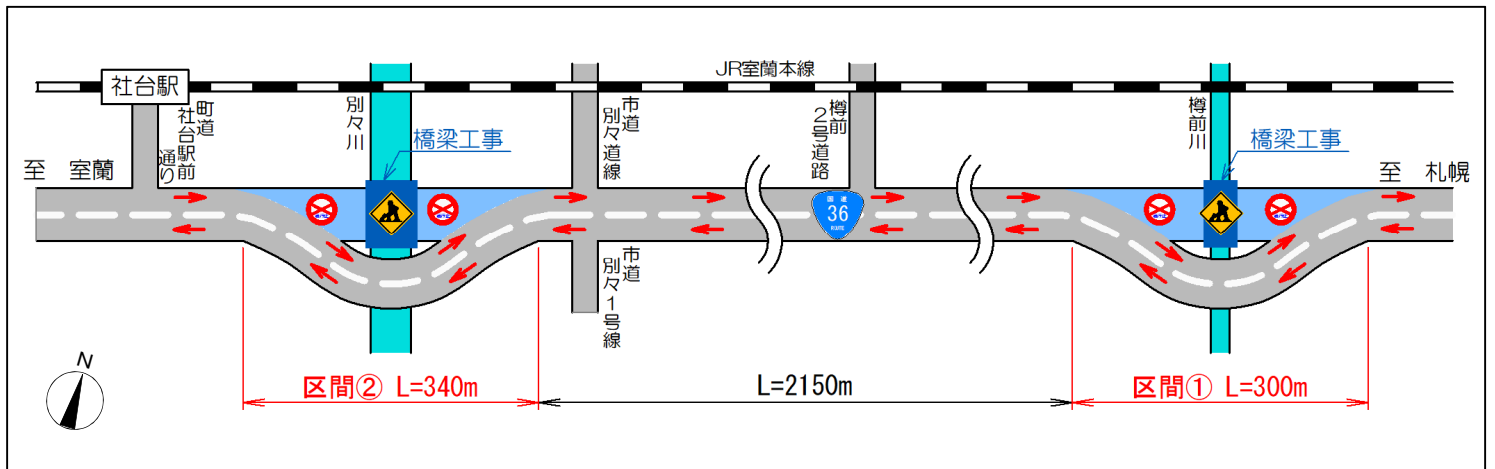 JR室蘭本線
社台駅
町道
社台駅前
通り
別々川
橋梁工事
市道
別々道線
樽前
2号道路
樽前川
橋梁工事
至 室蘭
至 札幌
国道
36
ROUTE
市道
別々1号線
N
区間② L=340m
L=2150m
区間① L=300m